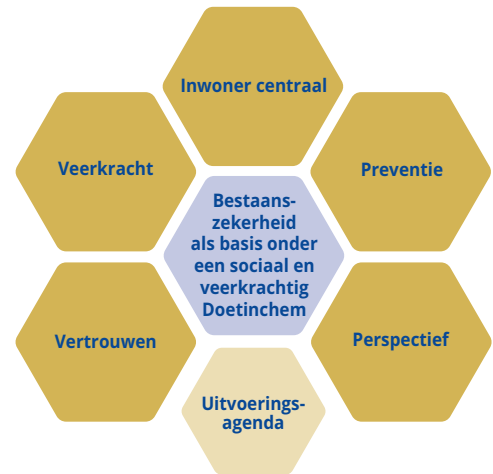 Inwoner centraal
Veerkracht
Preventie
Bestaans-
zekerheid
als basis onder
een sociaal en
veerkrachtig
Doetinchem
Vertrouwen
Perspectief
Uitvoerings-
agenda